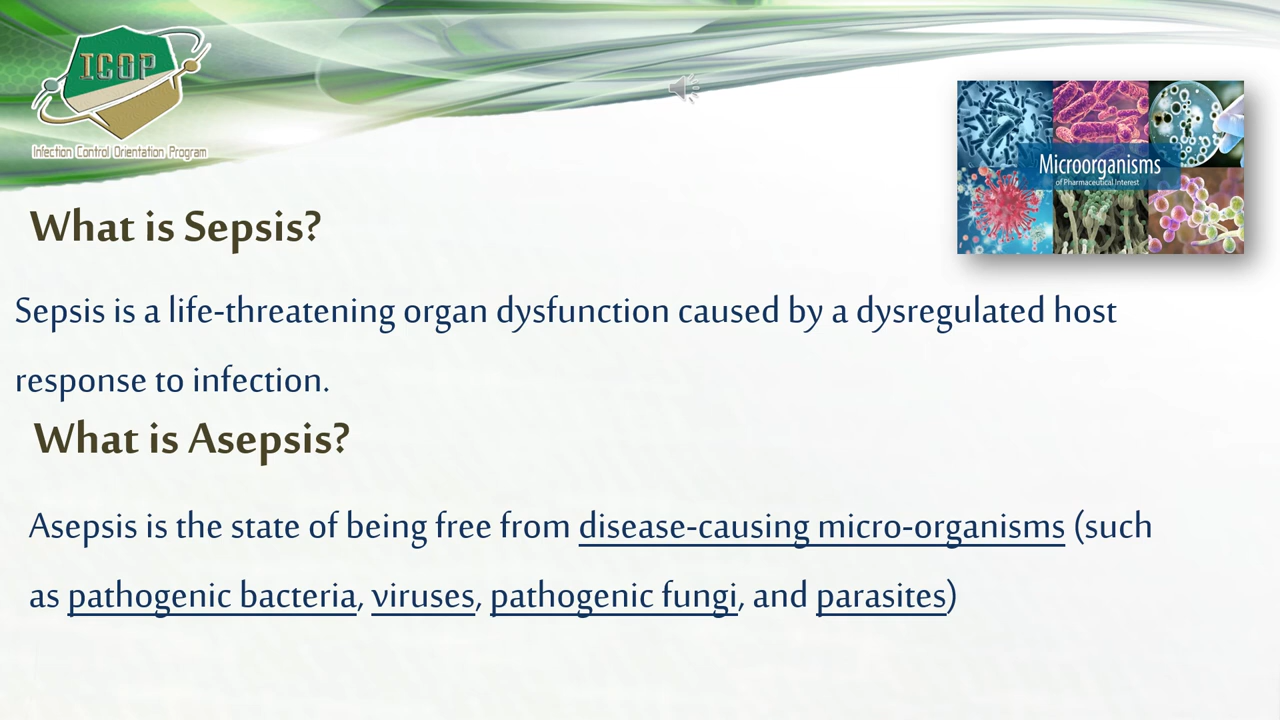 ICOP
Infection Control Orientation Program
Microorganisms
of Pharmaceutical Interest
What is Sepsis?
Sepsis is a life-threatening organ dysfunction caused by a dysregulated host
response to infection.
What is Asepsis?
Asepsis is the state of being free from disease-causing micro-organisms (such
as pathogenic bacteria, viruses, pathogenic fungi, and parasites)